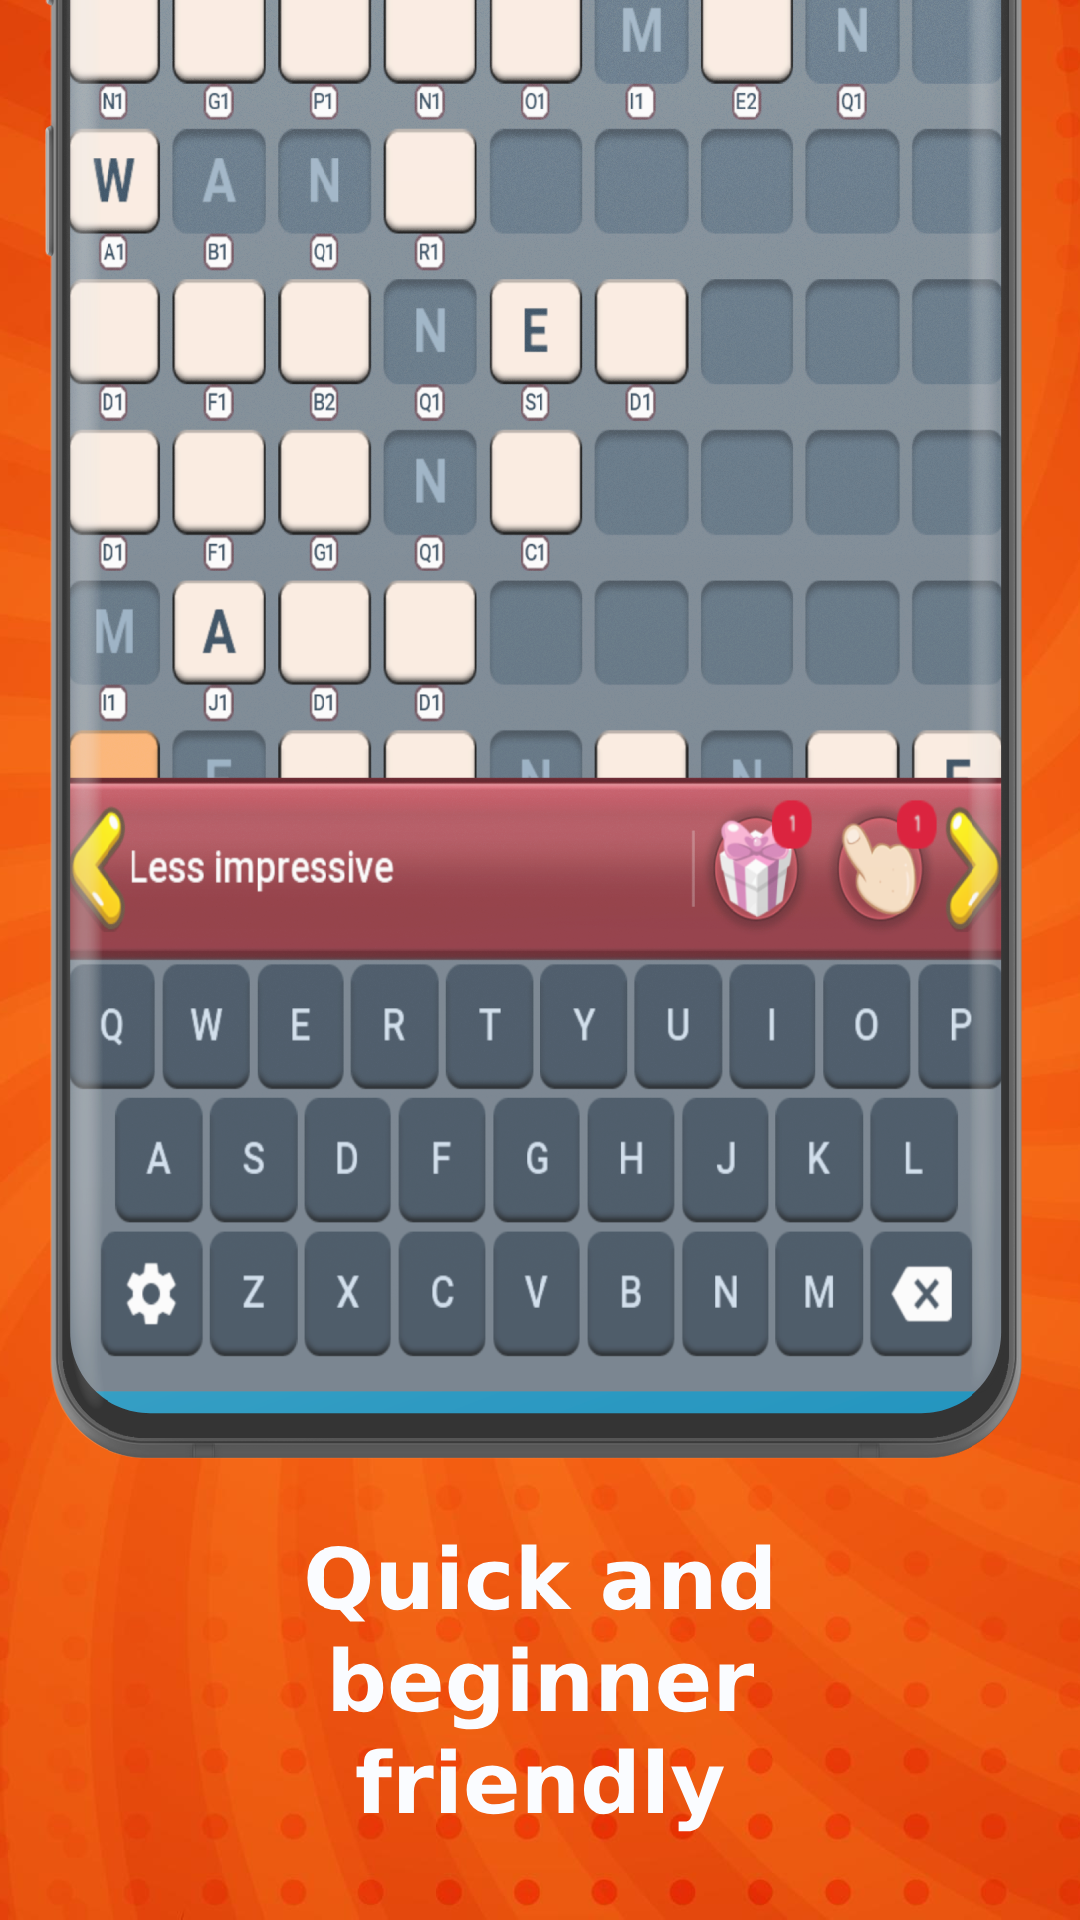 M N
N1 G1 P1 N1 O1 I1 E2 Q1
W A N
A1 B1 Q1 R1
N E
D1 F1 B2 Q1 S1 D1
N
D1 F1 G1 Q1 C1
M A
I1 J1 D1 D1
N N
1 1
Less impressive
Q W E R T Y U I O P
A S D F G H J K L
Z X C V B N M
Quick and
beginner
friendly